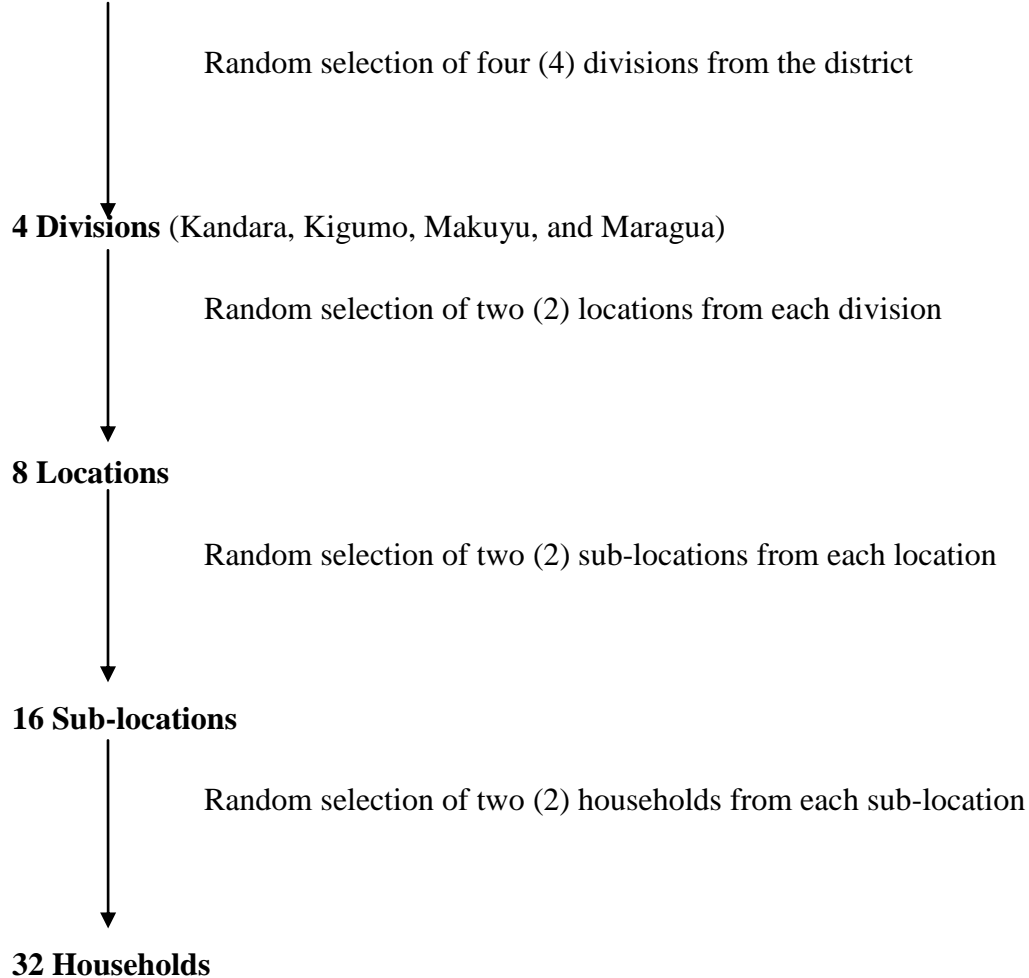 Random selection of four (4) divisions from the district
4 Divisions (Kandara, Kigumo, Makuyu, and Maragua)
Random selection of two (2) locations from each division
8 Locations
Random selection of two (2) sub-locations from each location
16 Sub-locations
Random selection of two (2) households from each sub-location
32 Households